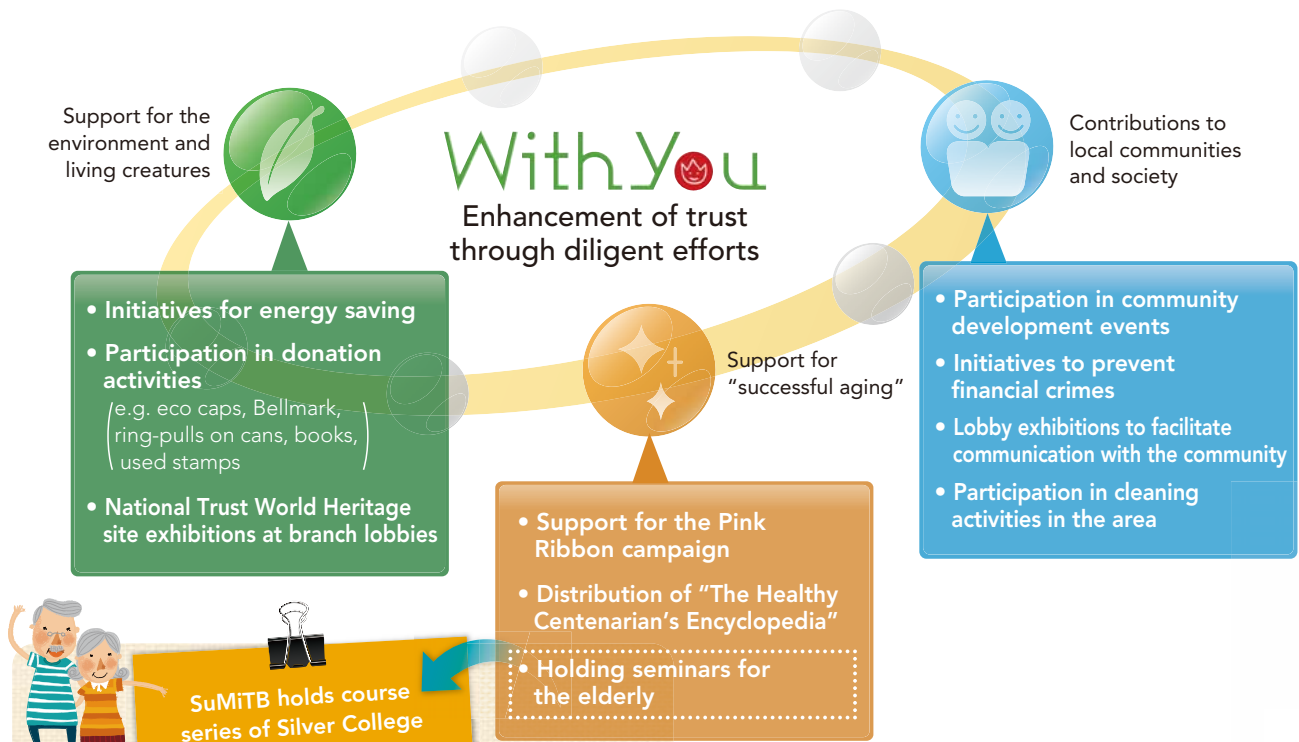 With You
Enhancement of trust
through diligent efforts
Support for the
environment and
living creatures
• Initiatives for energy saving
• Participation in donation
activities
(e.g. eco caps, Bellmark,
ring-pulls on cans, books,
used stamps)
• National Trust World Heritage
site exhibitions at branch lobbies
Support for
“successful aging”
• Support for the Pink
Ribbon campaign
• Distribution of “The Healthy
Centenarian’s Encyclopedia”
• Holding seminars for
the elderly
Contributions to
local communities
and society
• Participation in community
development events
• Initiatives to prevent
financial crimes
• Lobby exhibitions to facilitate
communication with the community
• Participation in cleaning
activities in the area
SuMiTB holds course
series of Silver College